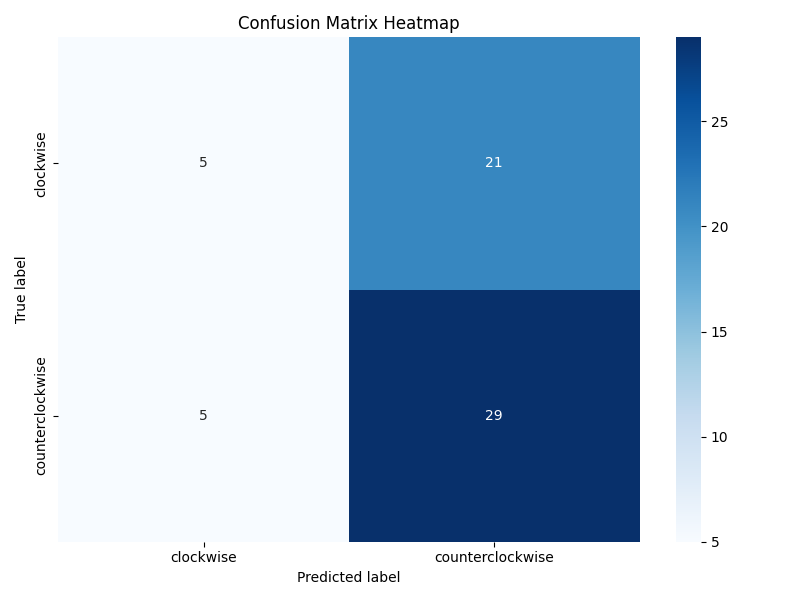 Confusion Matrix Heatmap
clockwise
5
21
25
20
True label
15
counterclockwise
5
29
10
5
clockwise
counterclockwise
Predicted label